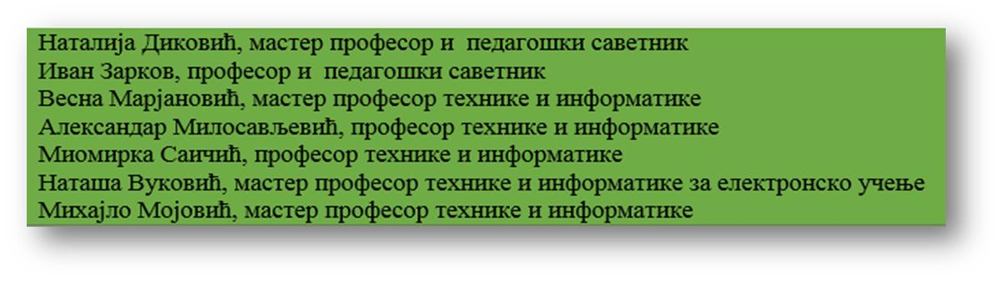 Наталија Диковић, мастер професор и  педагошки саветник
Иван Зарков, професор и  педагошки саветник
Весна Марјановић, мастер професор технике и информатике
Александар Милосављевић, професор технике и информатике
Миомирка Саичић, професор технике и информатике
Наташа Вуковић, мастер професор технике и информатике за електронско учење
Михајло Мојовић, мастер професор технике и информатике